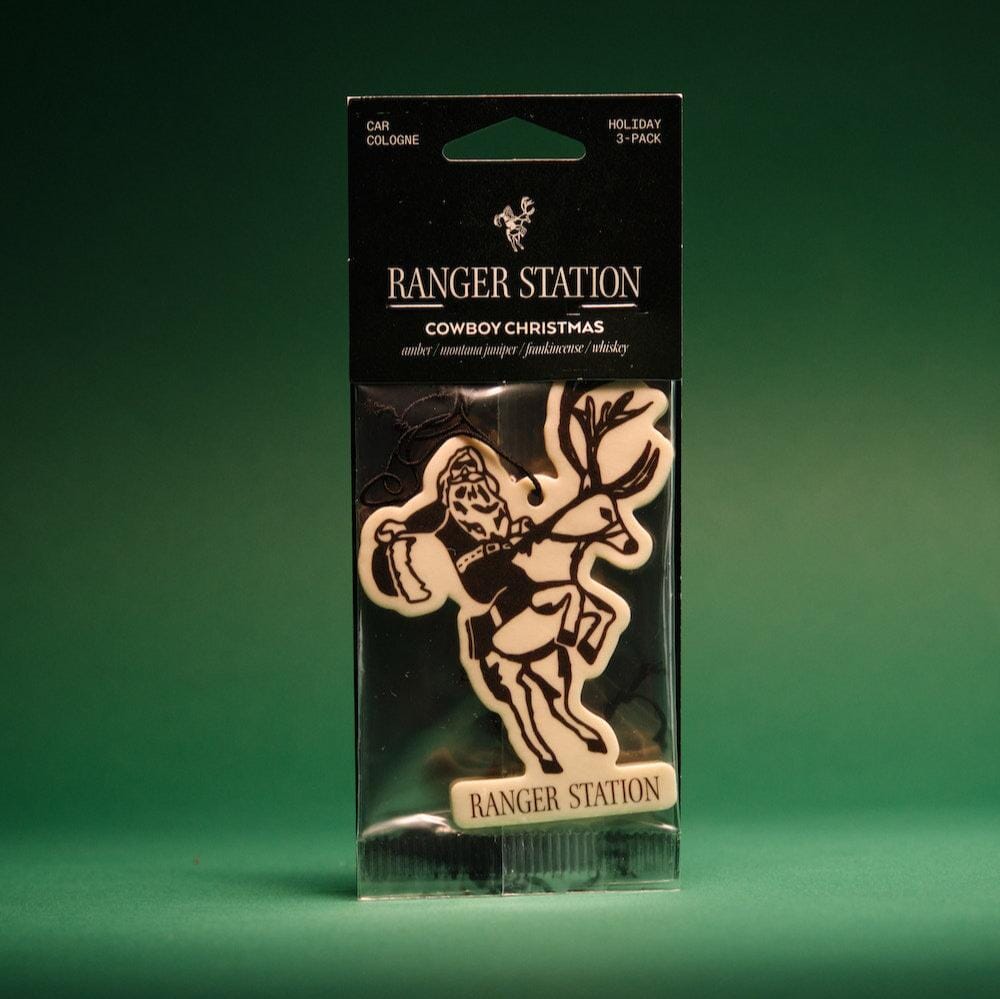 CAR
COLOGNE
HOLIDAY
3-PACK
RANGER STATION
COWBOY CHRISTMAS
amber / montana juniper / frankincense / whiskey
RANGER STATION